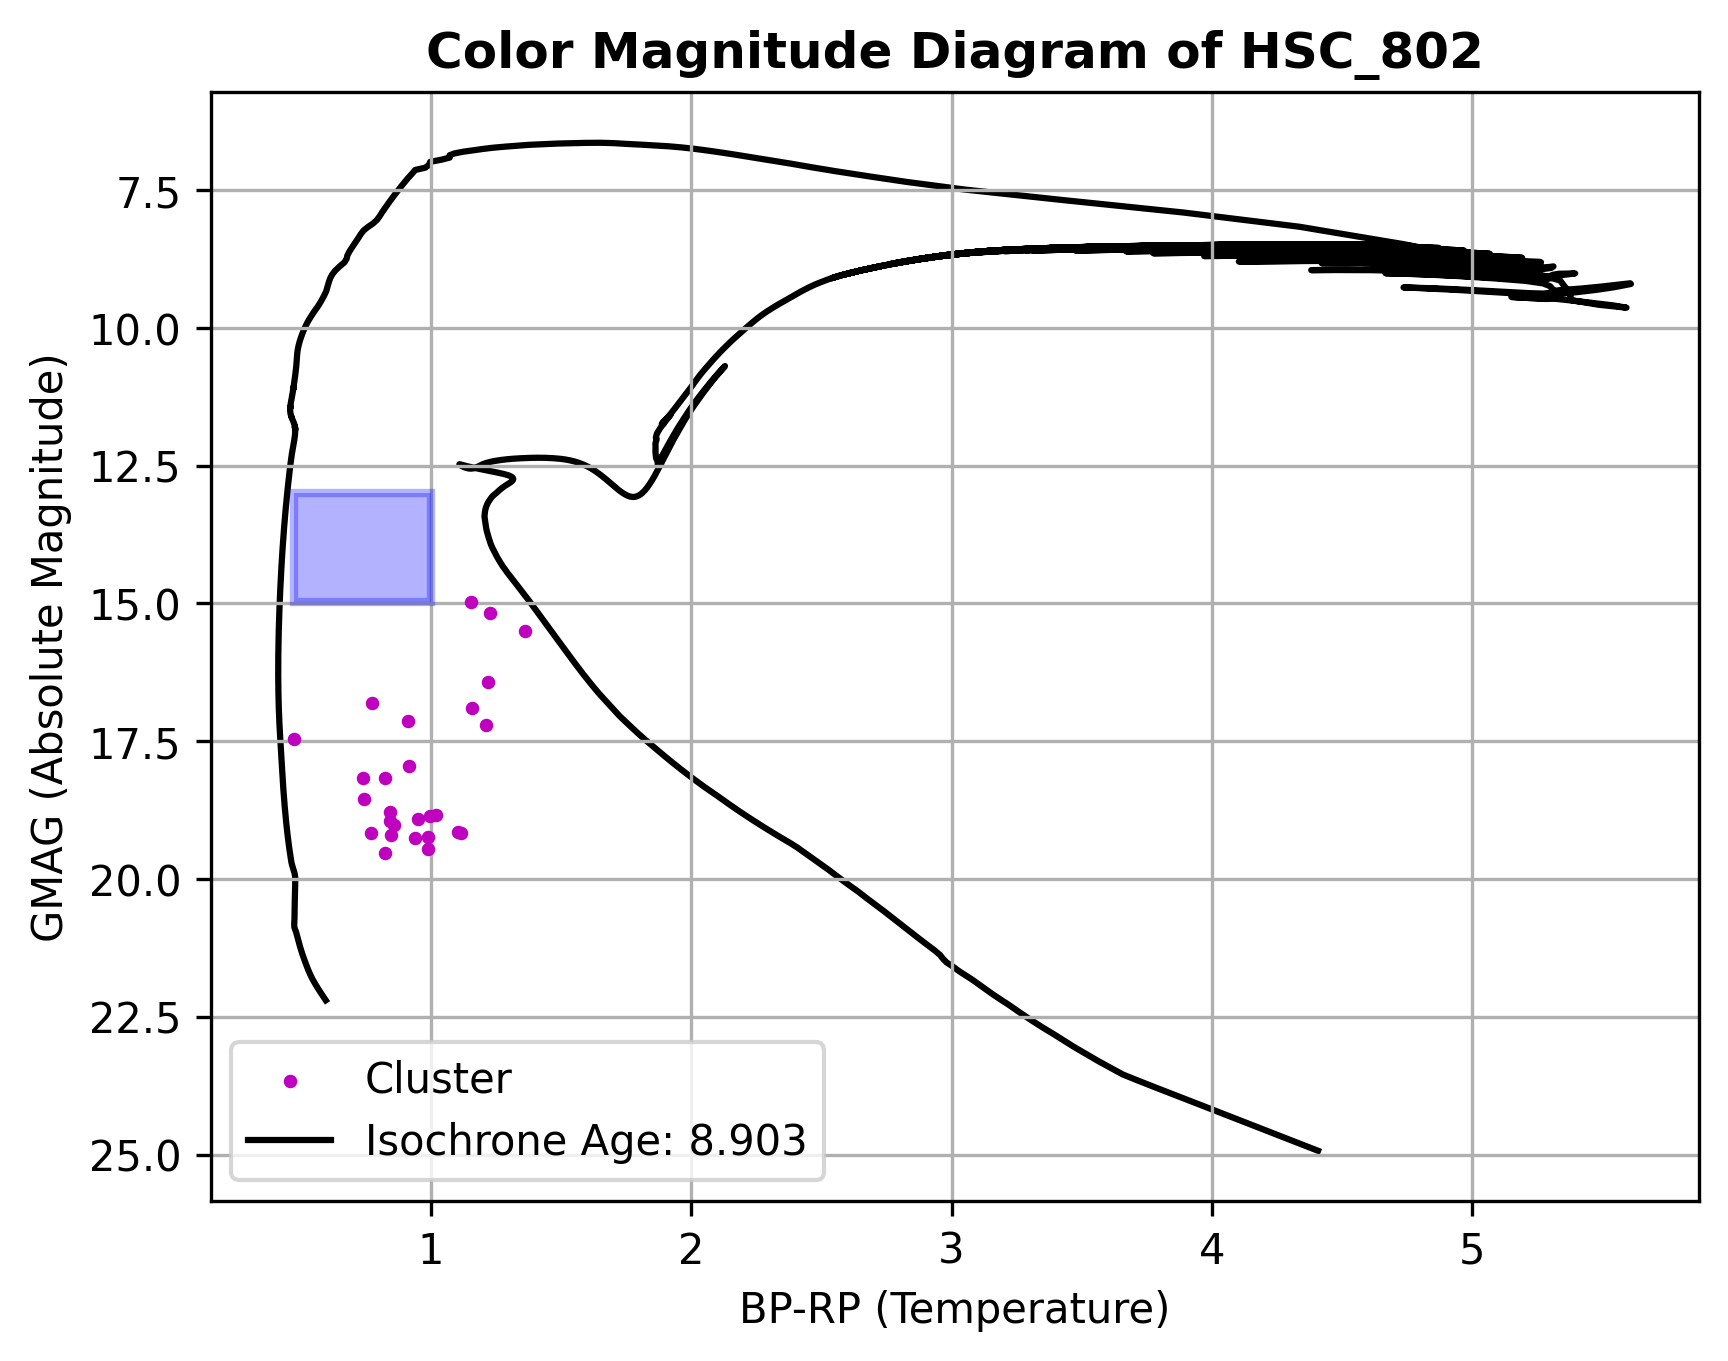 Color Magnitude Diagram of HSC_802
GMAG (Absolute Magnitude)
7.5
10.0
12.5
15.0
17.5
20.0
22.5
25.0
Cluster
Isochrone Age: 8.903
1 2 3 4 5
BP-RP (Temperature)